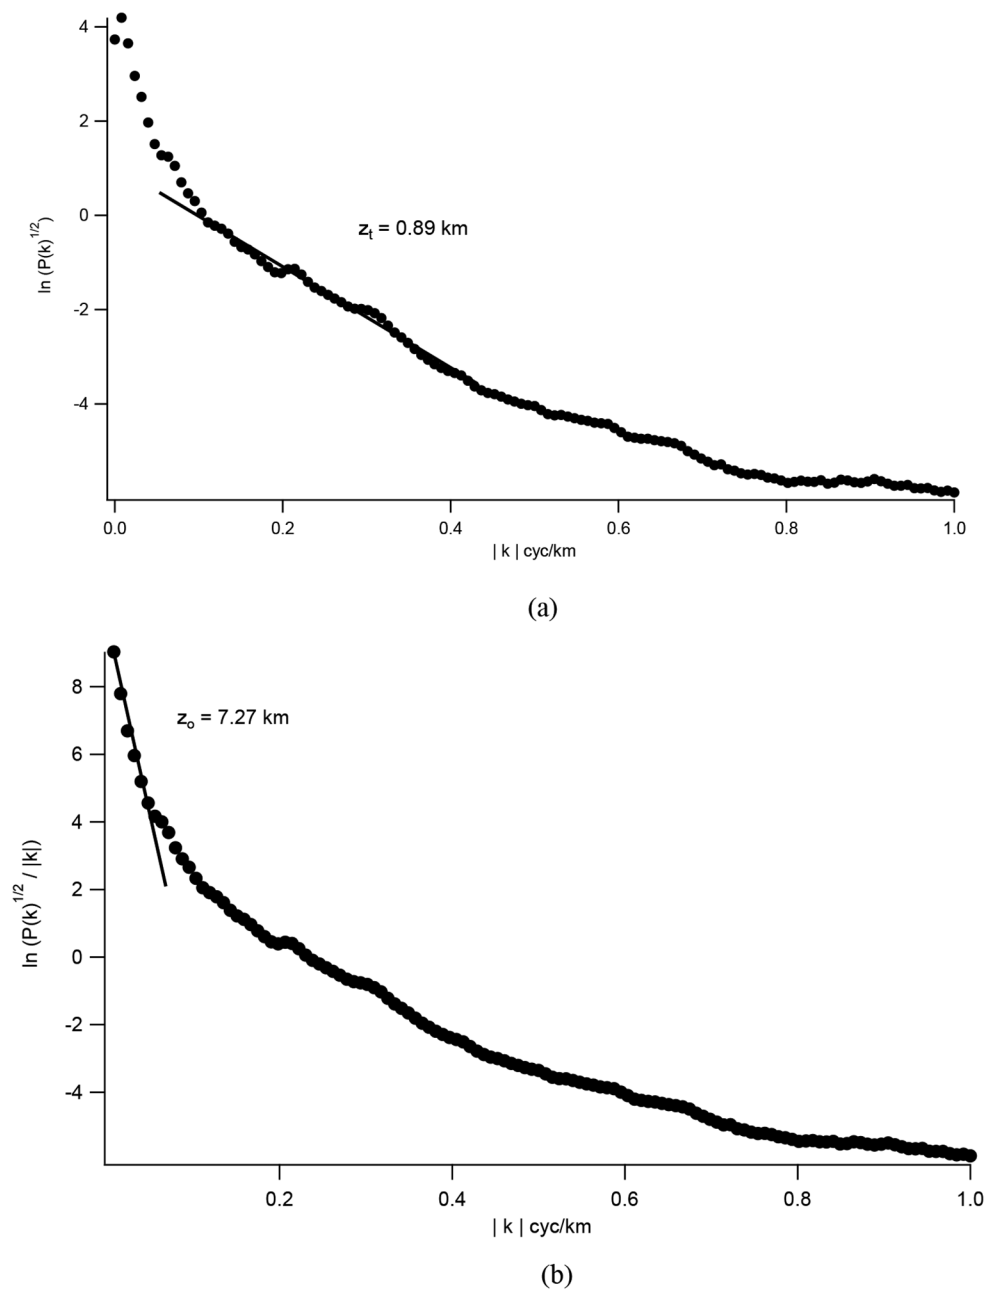 4
2
0
-2
-4
ln (P(k)^1/2)
z_t = 0.89 km
0.0 0.2 0.4 0.6 0.8 1.0
| k | cyc/km
(a)
8
6
4
2
0
-2
-4
ln (P(k)^1/2 / |k|)
z_o = 7.27 km
0.2 0.4 0.6 0.8 1.0
| k | cyc/km
(b)